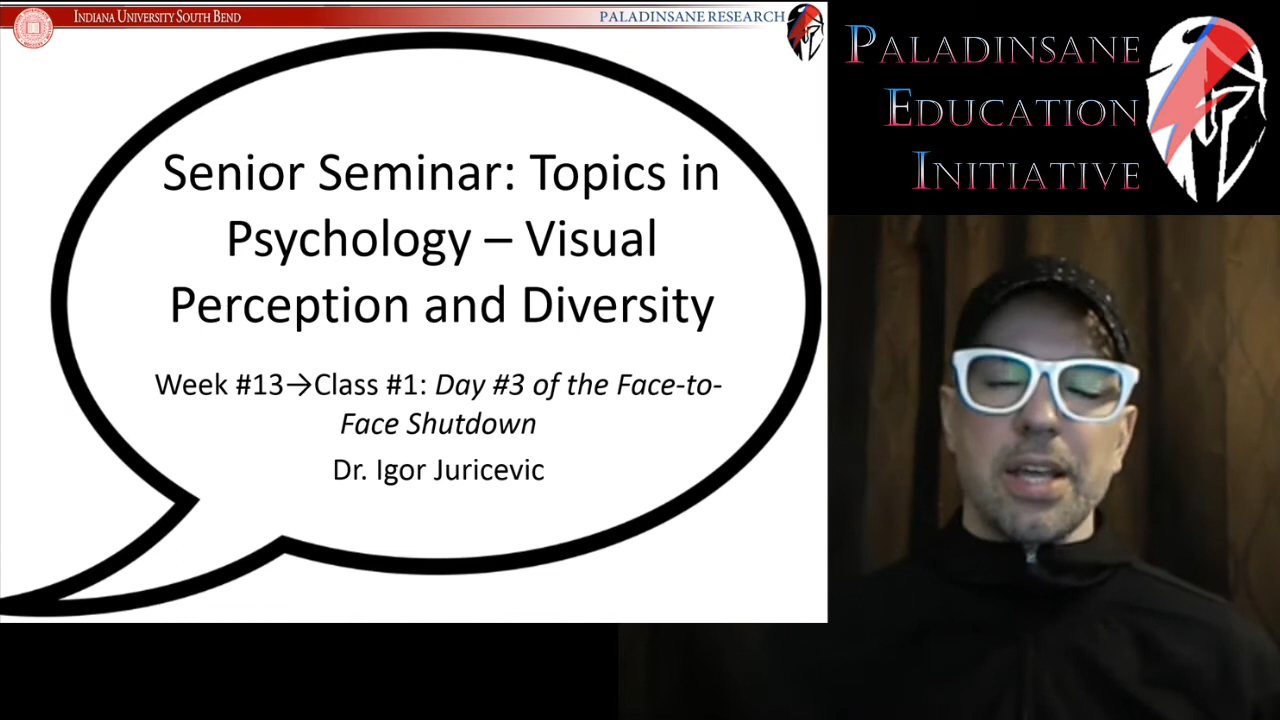 INDIANA UNIVERSITY SOUTH BEND
PALADINSANE RESEARCH
Senior Seminar: Topics in
Psychology – Visual
Perception and Diversity
Week #13→Class #1: Day #3 of the Face-to-
Face Shutdown
Dr. Igor Juricevic
PALADINSANE
EDUCATION
INITIATIVE